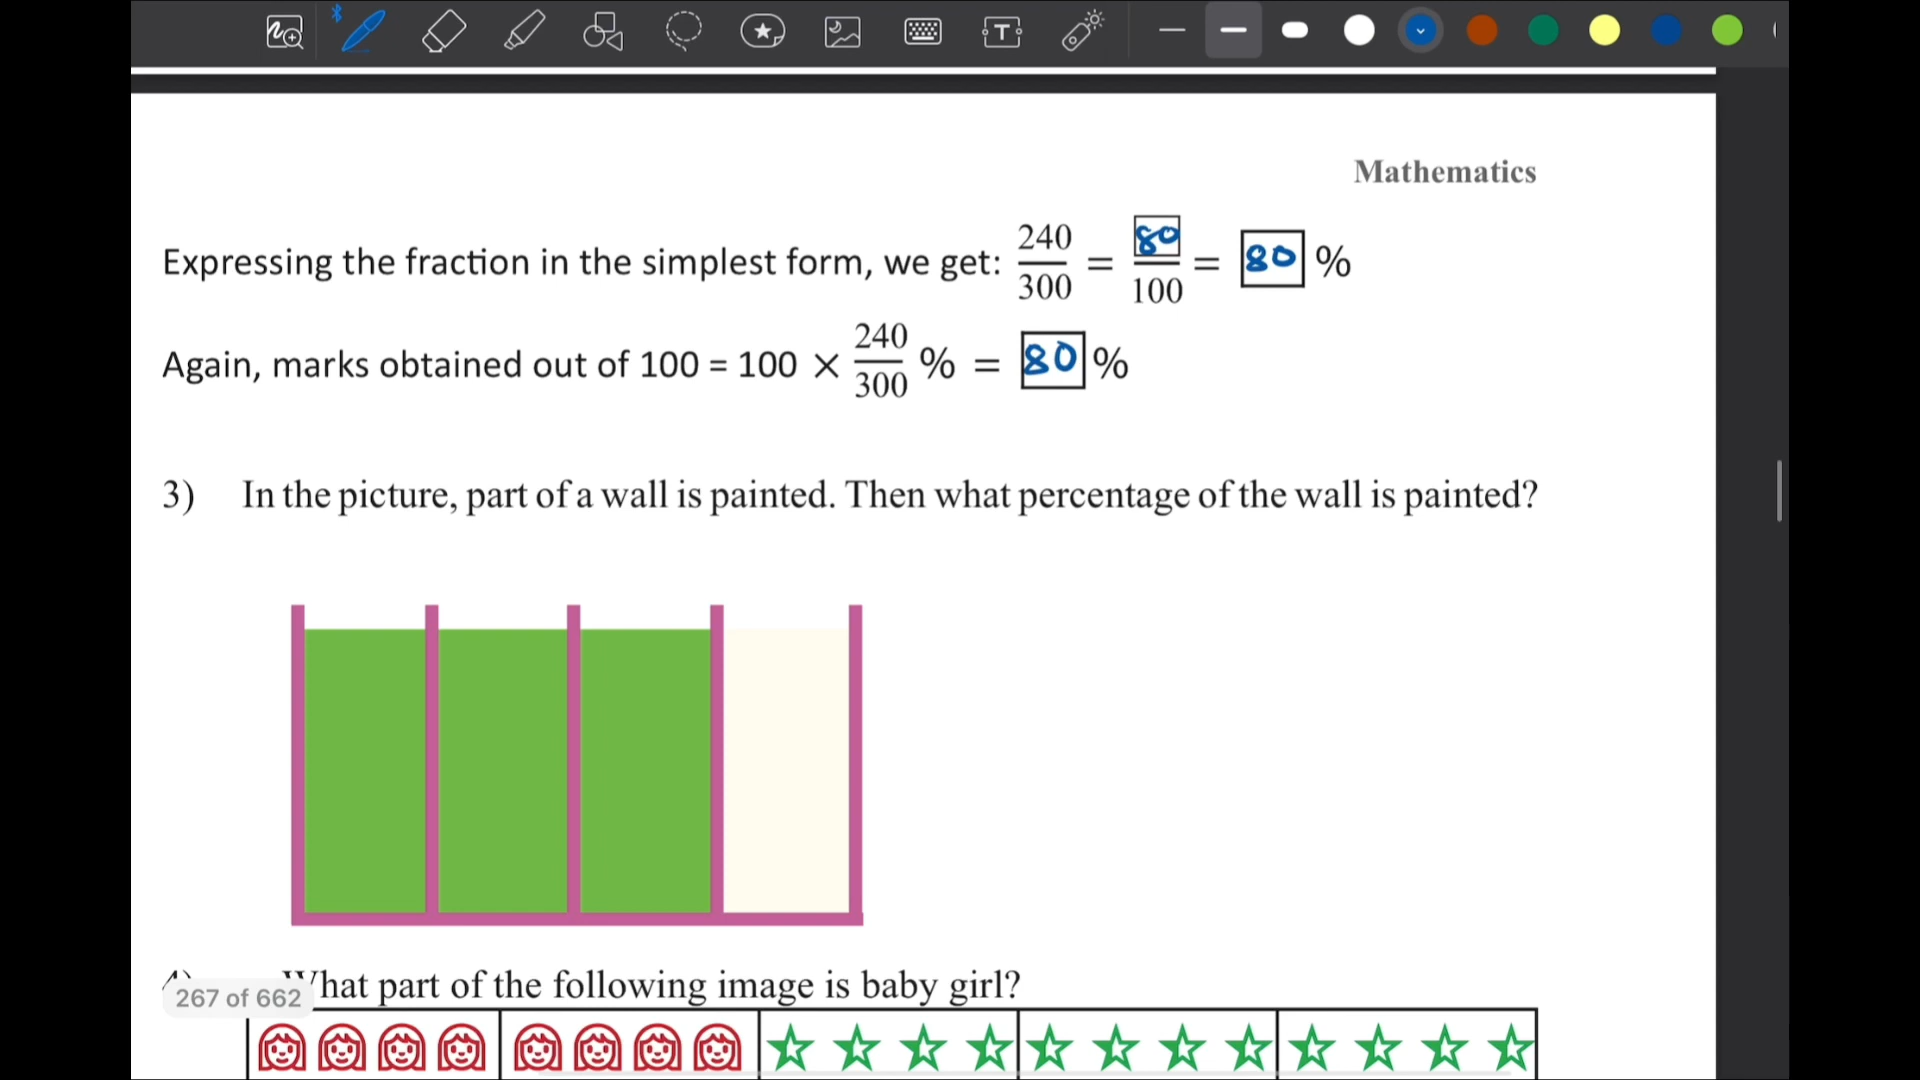 Mathematics
Expressing the fraction in the simplest form, we get: 240/300 = 80/100 = 80 %
Again, marks obtained out of 100 = 100 × 240/300 % = 80 %
3) In the picture, part of a wall is painted. Then what percentage of the wall is painted?
hat part of the following image is baby girl?
267 of 662